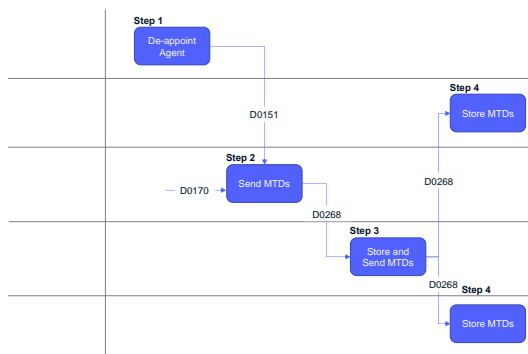 Step 1
De-appoint
Agent
Step 4
Store MTDs
D0151
Step 2
Send MTDs
D0170
D0268
D0268
Step 3
Store and
Send MTDs
D0268
Step 4
Store MTDs